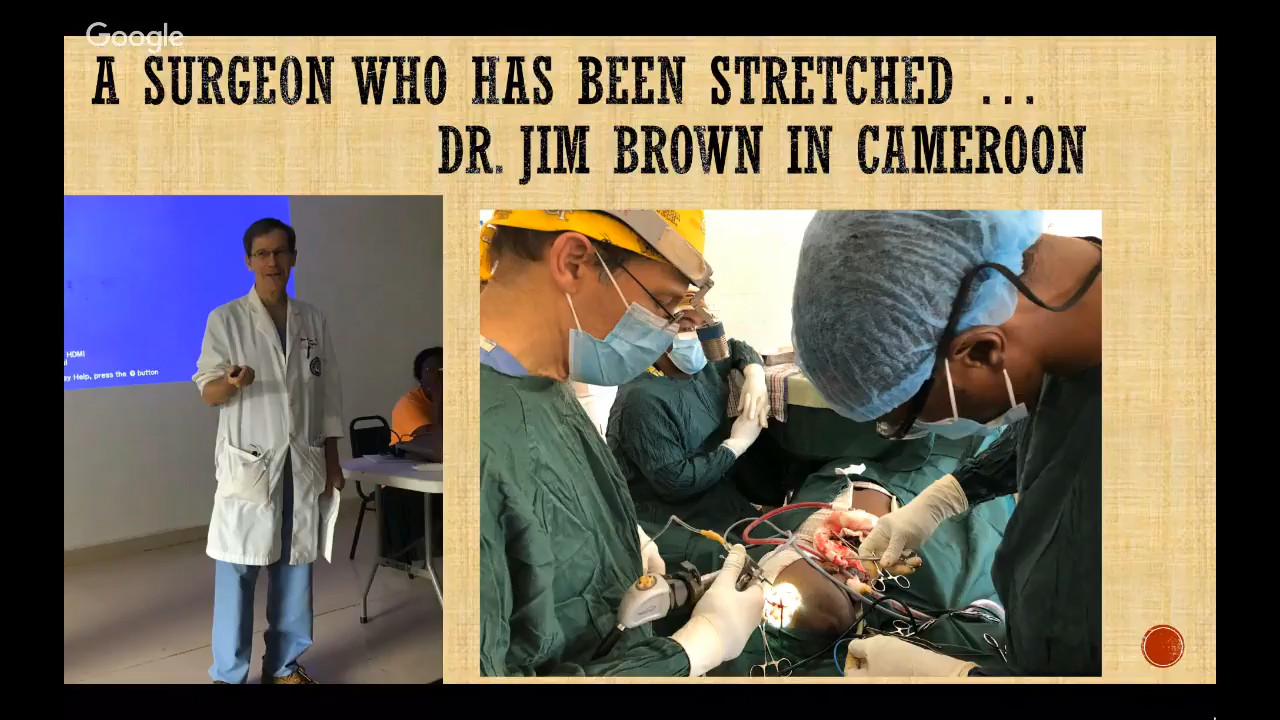 Google
A SURGEON WHO HAS BEEN STRETCHED ...
DR. JIM BROWN IN CAMEROON
HDMI
Help, press the
button